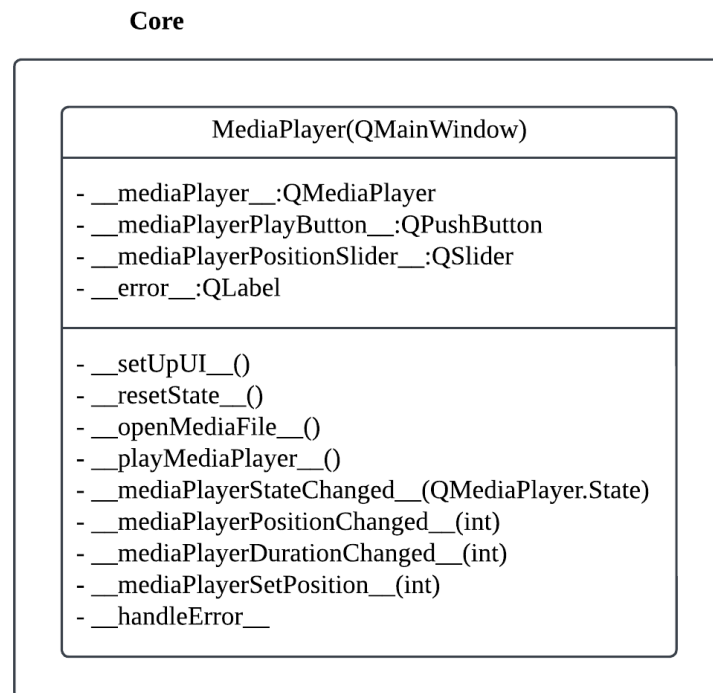 Core
MediaPlayer(QMainWindow)
- __mediaPlayer__:QMediaPlayer
- __mediaPlayerPlayButton__:QPushButton
- __mediaPlayerPositionSlider__:QSlider
- __error__:QLabel
- __setUpUI__()
- __resetState__()
- __openMediaFile__()
- __playMediaPlayer__()
- __mediaPlayerStateChanged__(QMediaPlayer.State)
- __mediaPlayerPositionChanged__(int)
- __mediaPlayerDurationChanged__(int)
- __mediaPlayerSetPosition__(int)
- __handleError__